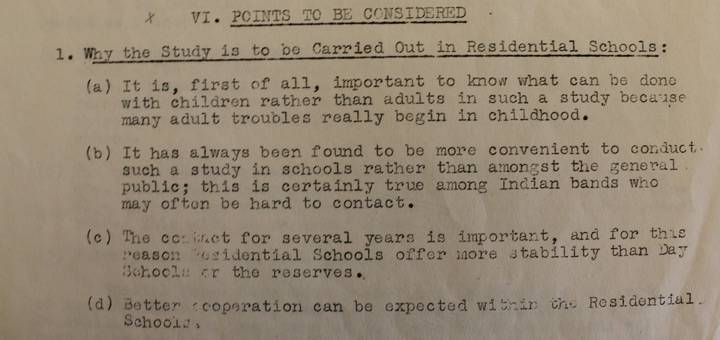 x VI. POINTS TO BE CONSIDERED
1. Why the Study is to be Carried Out in Residential Schools:
(a) It is, first of all, important to know what can be done
with children rather than adults in such a study because
many adult troubles really begin in childhood.
(b) It has always been found to be more convenient to conduct
such a study in schools rather than amongst the general
public; this is certainly true among Indian bands who
may often be hard to contact.
(c) The contact for several years is important, and for this
reason Residential Schools offer more stability than Day
Schools or the reserves.
(d) Better cooperation can be expected within the Residential
Schools.